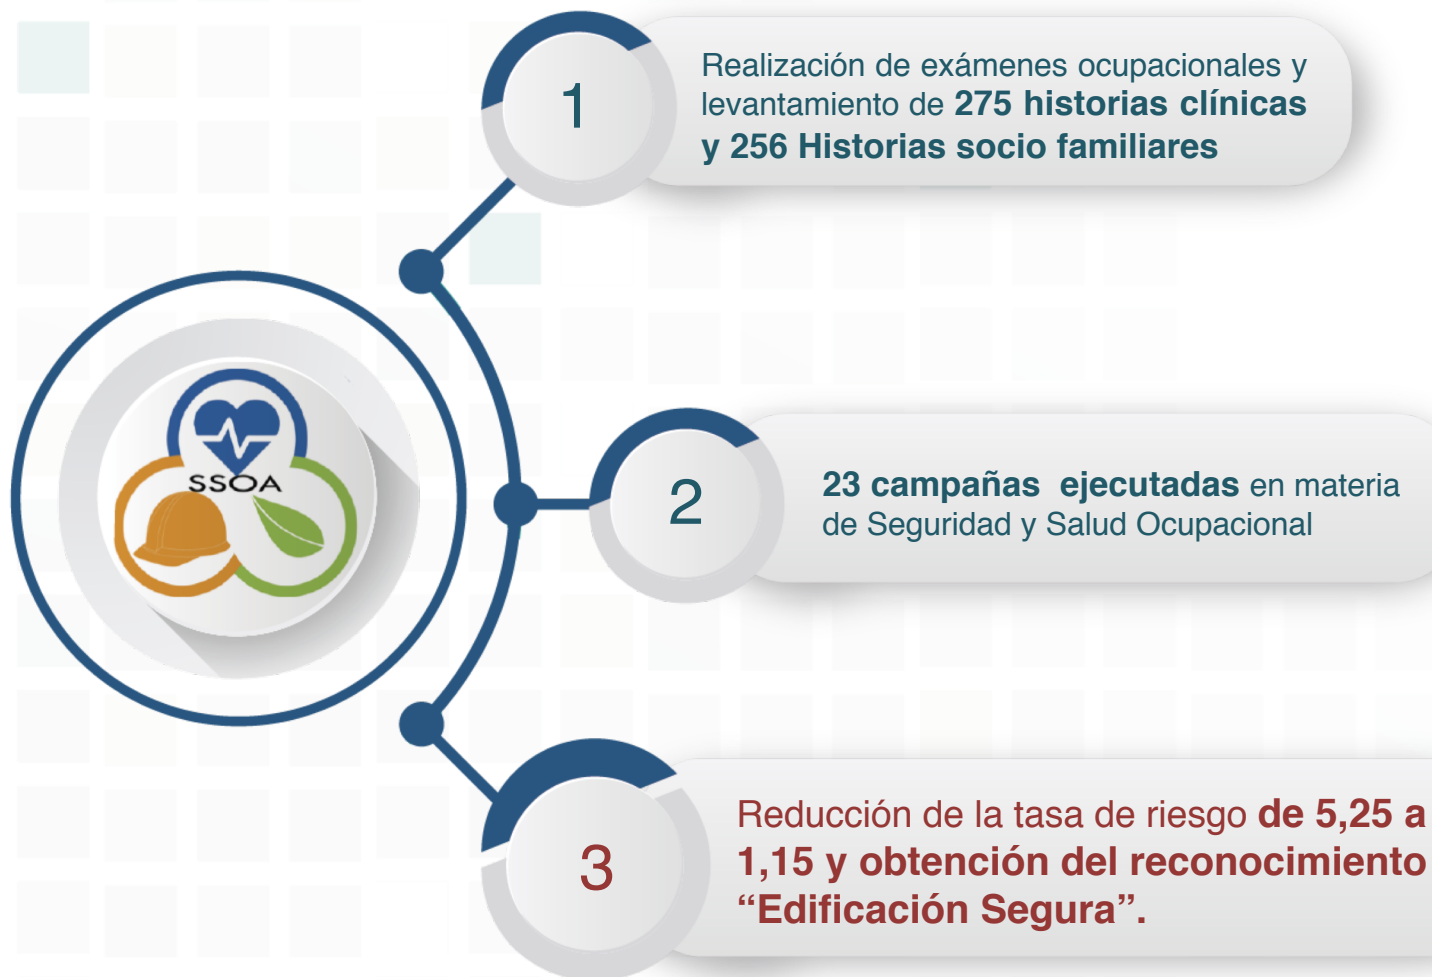 1
Realización de exámenes ocupacionales y
levantamiento de 275 historias clínicas
y 256 Historias socio familiares
SSOA
2
23 campañas ejecutadas en materia
de Seguridad y Salud Ocupacional
3
Reducción de la tasa de riesgo de 5,25 a
1,15 y obtención del reconocimiento
“Edificación Segura”.